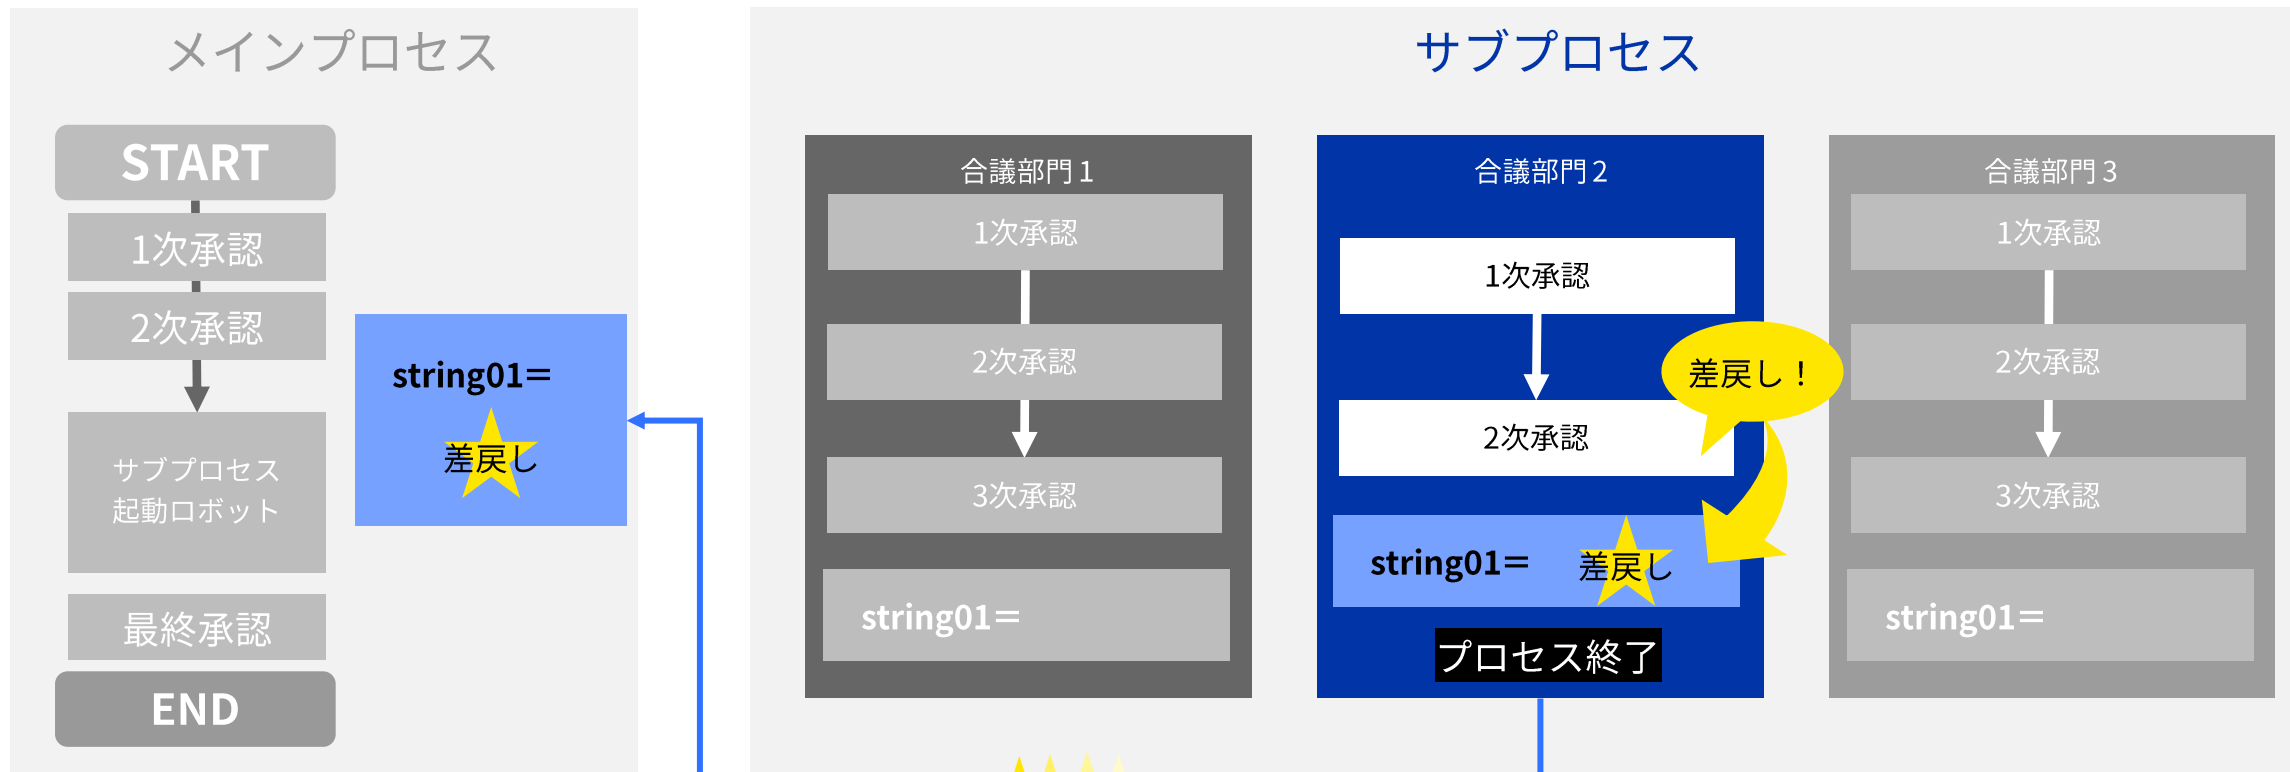 メインプロセス
START
1次承認
2次承認
サブプロセス
起動ロボット
最終承認
END
string01=
差戻し
サブプロセス
合議部門1
1次承認
2次承認
3次承認
string01=
合議部門2
1次承認
2次承認
差戻し！
string01=
差戻し
プロセス終了
合議部門3
1次承認
2次承認
3次承認
string01=